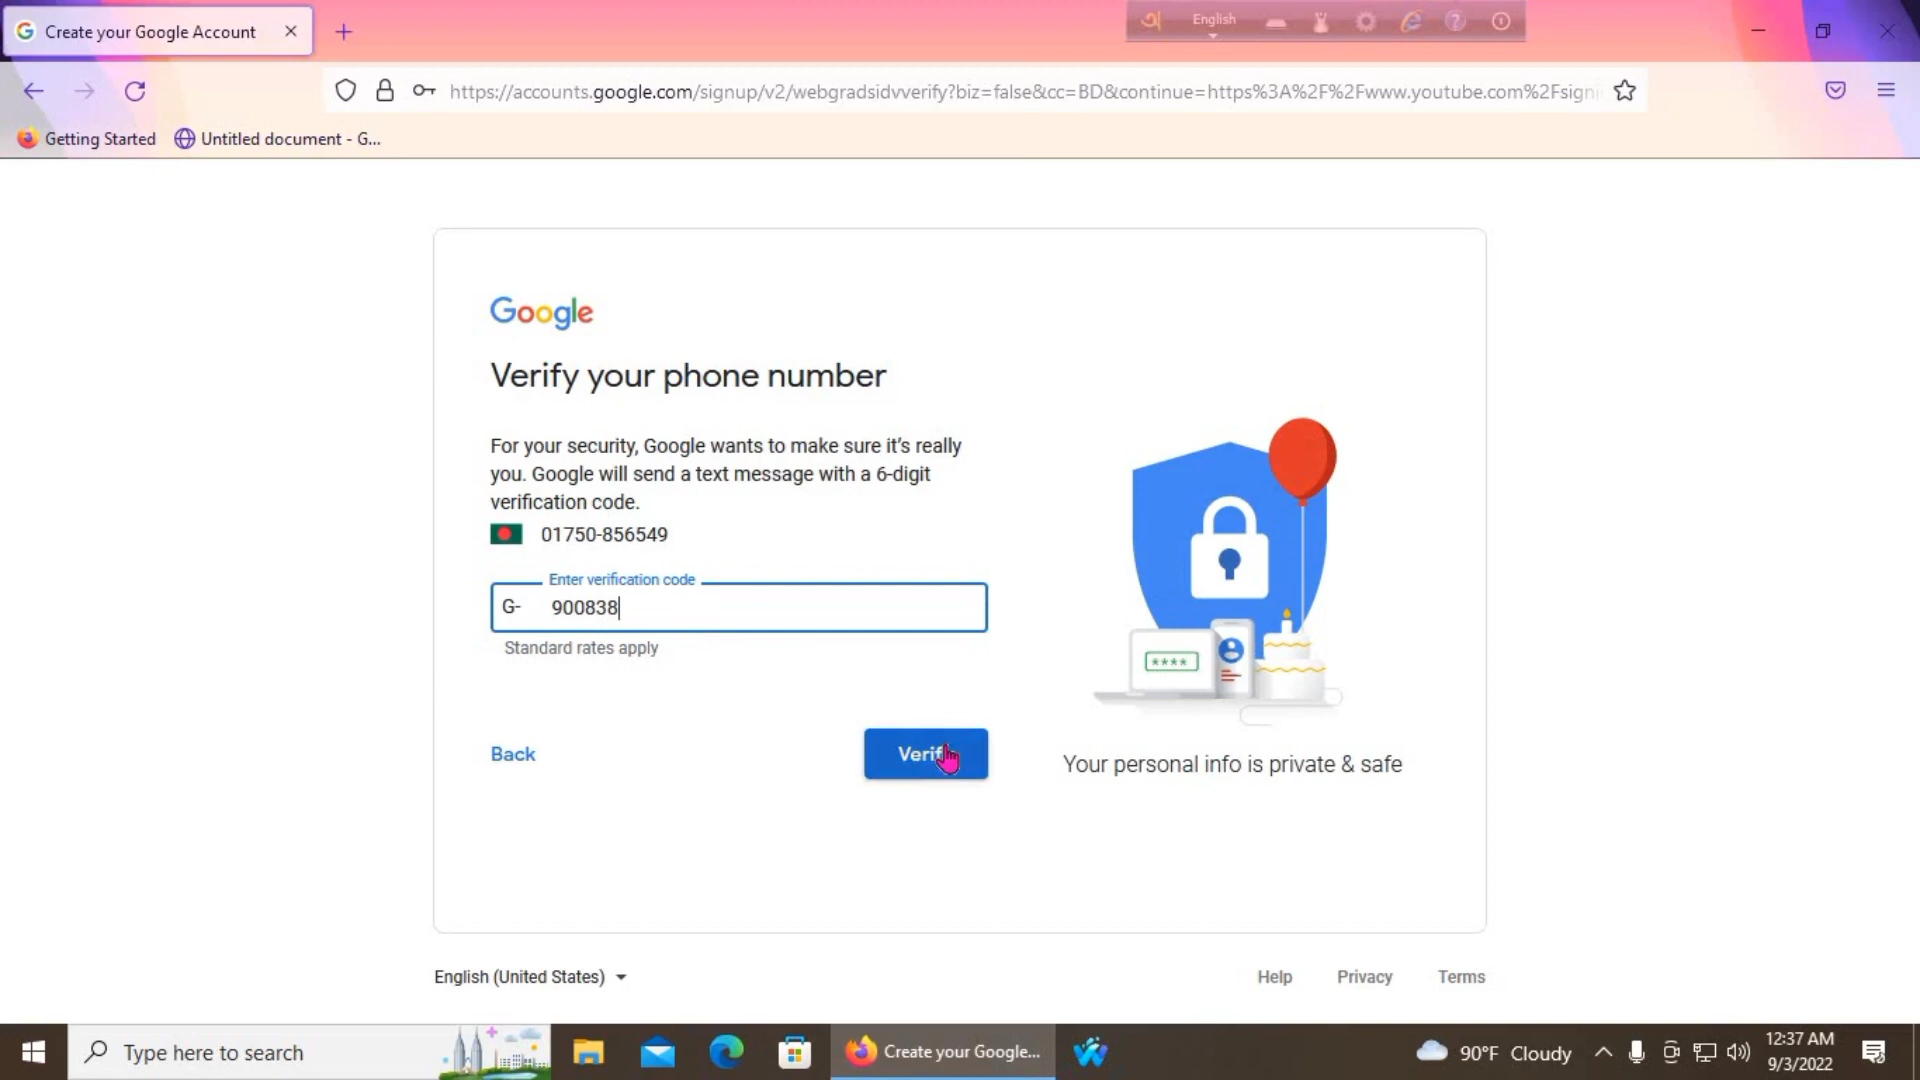 Create your Google Account
English
https://accounts.google.com/signup/v2/webgradsidvverify?biz=false&cc=BD&continue=https%3A%2F%2Fwww.youtube.com%2Fsigni
Getting Started
Untitled document - G...
Google
Verify your phone number
For your security, Google wants to make sure it's really
you. Google will send a text message with a 6-digit
verification code.
01750-856549
Enter verification code
G- 900838
Standard rates apply
****
Back
Verify
Your personal info is private & safe
English (United States)
Help
Privacy
Terms
Type here to search
Create your Google...
90°F Cloudy
12:37 AM
9/3/2022